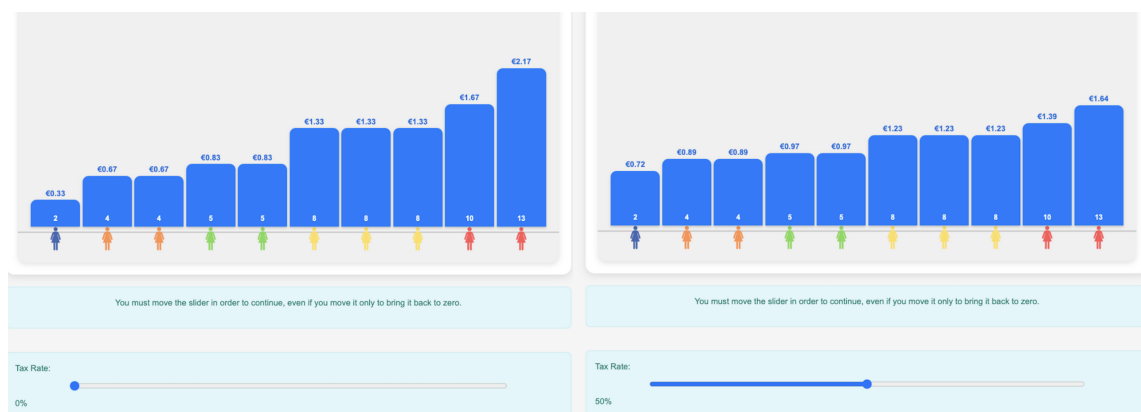 €2.17
€1.67
€1.33 €1.33 €1.33
€0.83 €0.83
€0.67 €0.67
€0.33
2 4 4 5 5 8 8 8 10 13
You must move the slider in order to continue, even if you move it only to bring it back to zero.
Tax Rate:
0%
€1.64
€1.39
€1.23 €1.23 €1.23
€0.97 €0.97
€0.89 €0.89
€0.72
2 4 4 5 5 8 8 8 10 13
You must move the slider in order to continue, even if you move it only to bring it back to zero.
Tax Rate:
50%